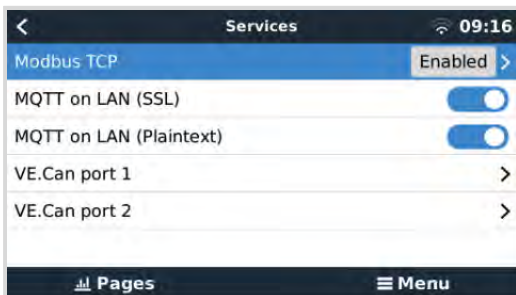 Services 09:16
Modbus TCP Enabled
MQTT on LAN (SSL)
MQTT on LAN (Plaintext)
VE.Can port 1
VE.Can port 2
Pages Menu